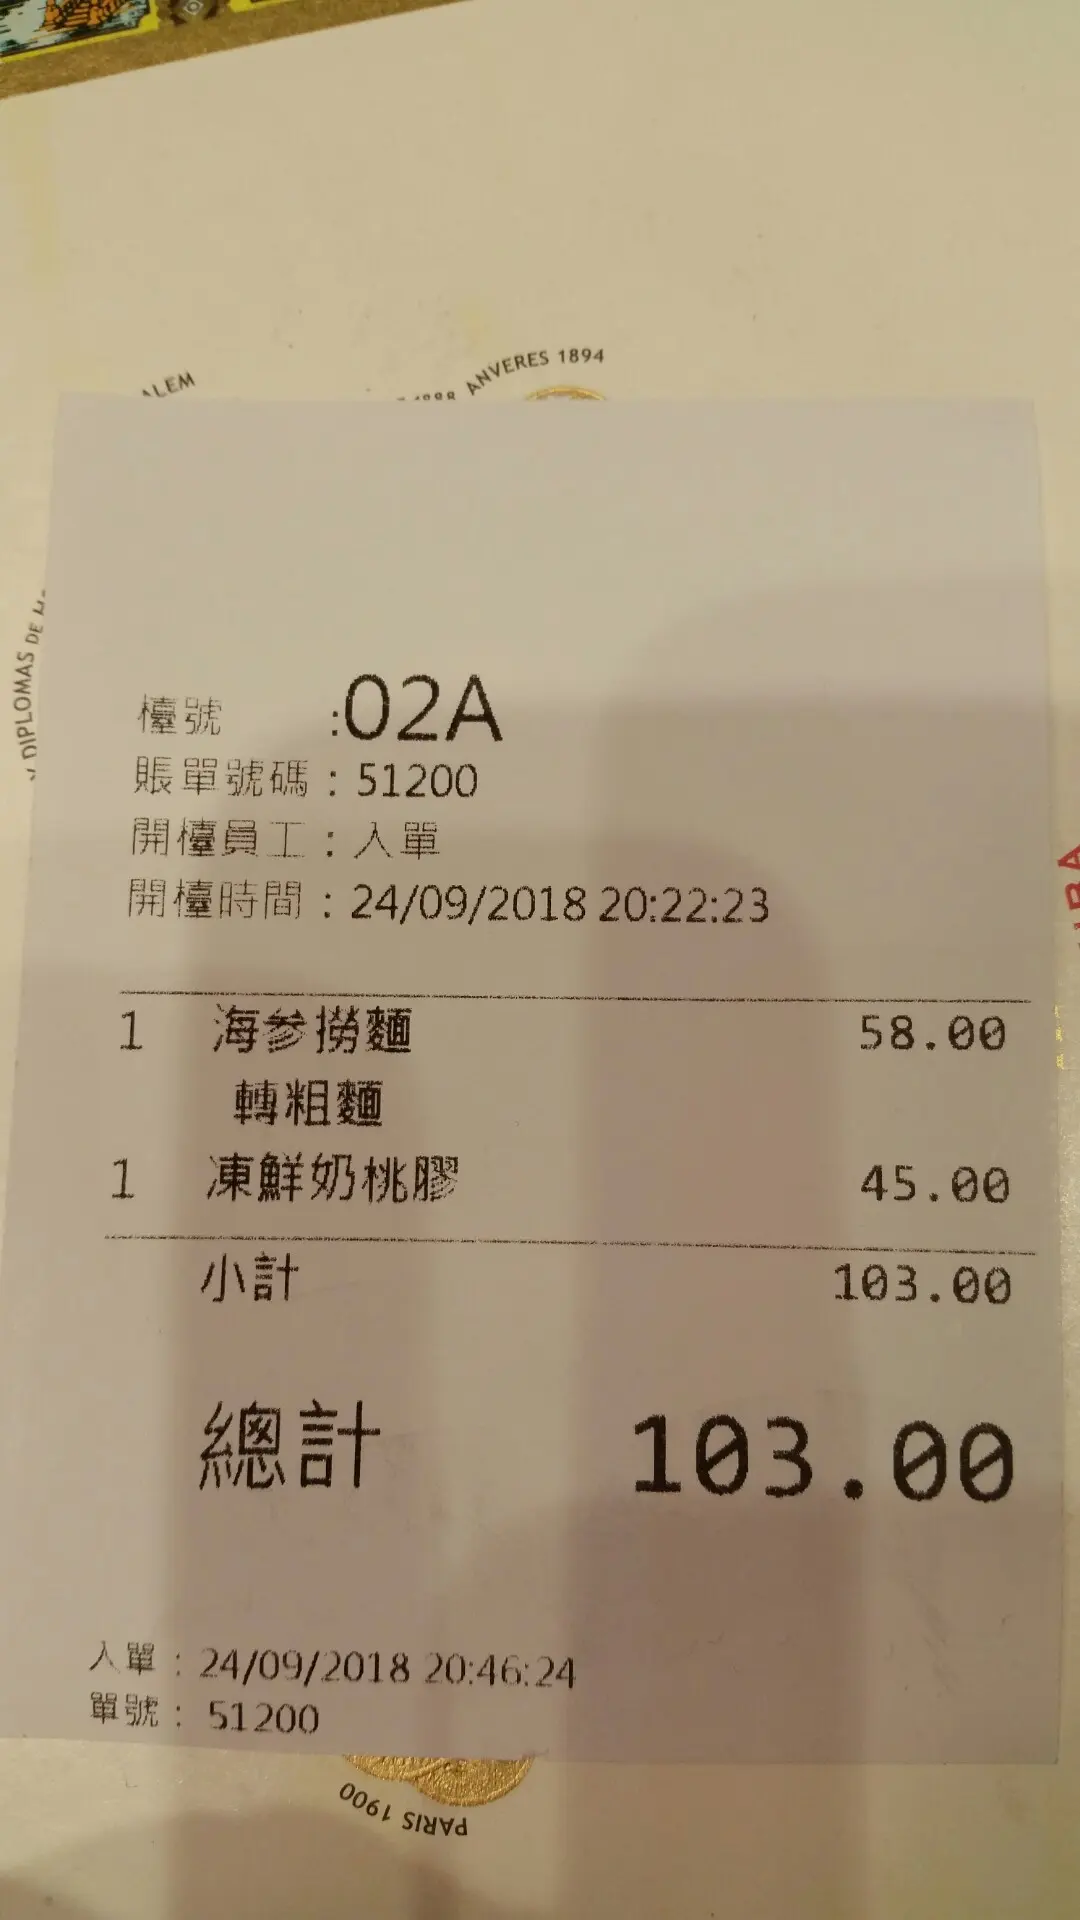 ALEM
1888 ANVERES 1894
DIPLOMAS DE
檯號 :02A
賬單號碼 : 51200
開檯員工 : 入單
開檯時間 : 24/09/2018 20:22:23
1 海参撈麵 58.00
轉粗麵
1 凍鮮奶桃膠 45.00
小計 103.00
總計 103.00
入單 : 24/09/2018 20:46:24
單號 : 51200
PARIS 1900